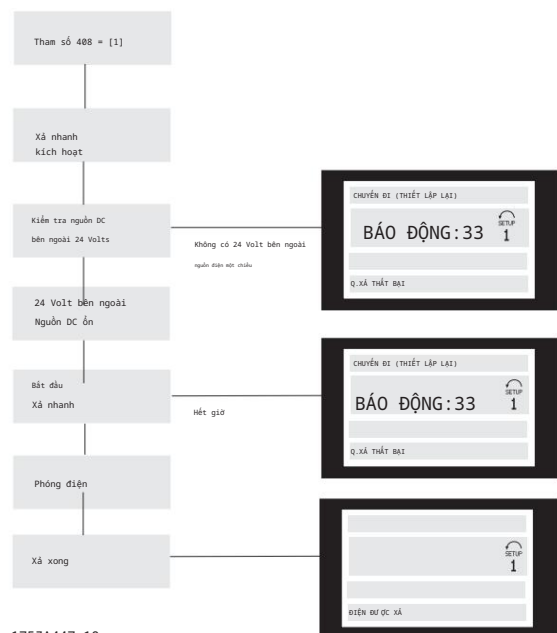 Tham số 408 = [1]
Xả nhanh
kích hoạt
Kiểm tra nguồn DC
bên ngoài 24 Volts
Không có 24 Volt bên ngoài
nguồn điện một chiều
CHUYẾN ĐI (THIẾT LẬP LẠI)
BÁO ĐỘNG:33
SETUP
1
Q.XẢ THẤT BẠI
24 Volt bên ngoài
Nguồn DC ổn
Bắt đầu
Xả nhanh
Hết giờ
CHUYẾN ĐI (THIẾT LẬP LẠI)
BÁO ĐỘNG:33
SETUP
1
Q.XẢ THẤT BẠI
Phóng điện
Xả xong
SETUP
1
ĐIỆN ĐƯỢC XẢ